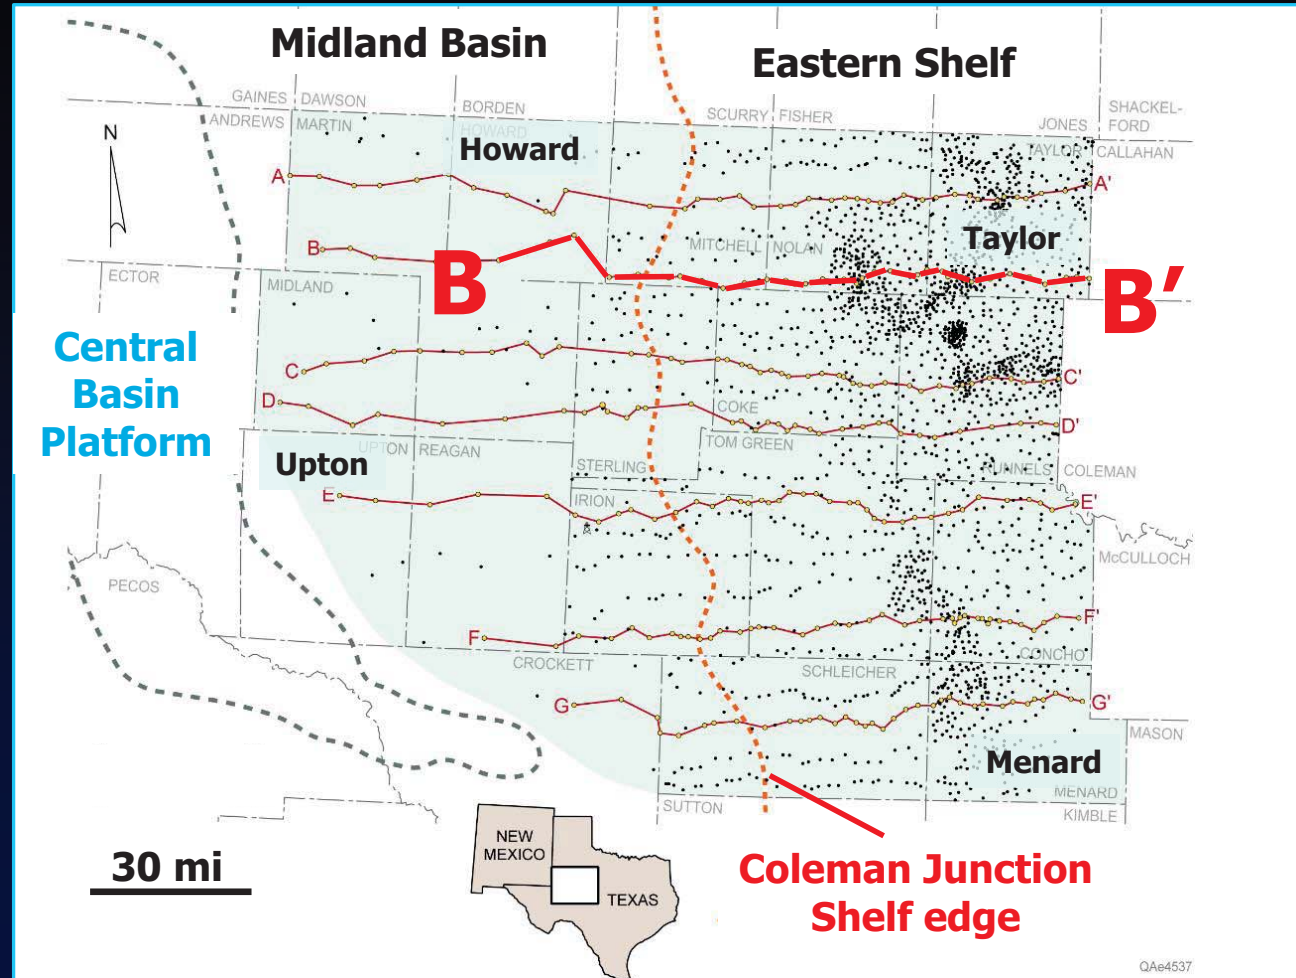 Midland Basin
Eastern Shelf
GAINES DAWSON
BORDEN
SCURRY FISHER
SHACKEL-
FORD
ANDREWS MARTIN
HOWARD
JONES
N
Howard
TAYLOR CALLAHAN
A
A'
B
MITCHELL NOLAN
Taylor
B
B′
ECTOR
MIDLAND
Central
Basin
Platform
C
C'
D
COKE
D'
UPTON REAGAN
TOM GREEN
Upton
STERLING
RUNNELS COLEMAN
E
IRION
E'
McCULLOCH
PECOS
F
F'
CROCKETT
SCHLEICHER
CONCHO
G
G'
MASON
Menard
MENARD
SUTTON
KIMBLE
30 mi
NEW
MEXICO
TEXAS
Coleman Junction
Shelf edge
QAe4537